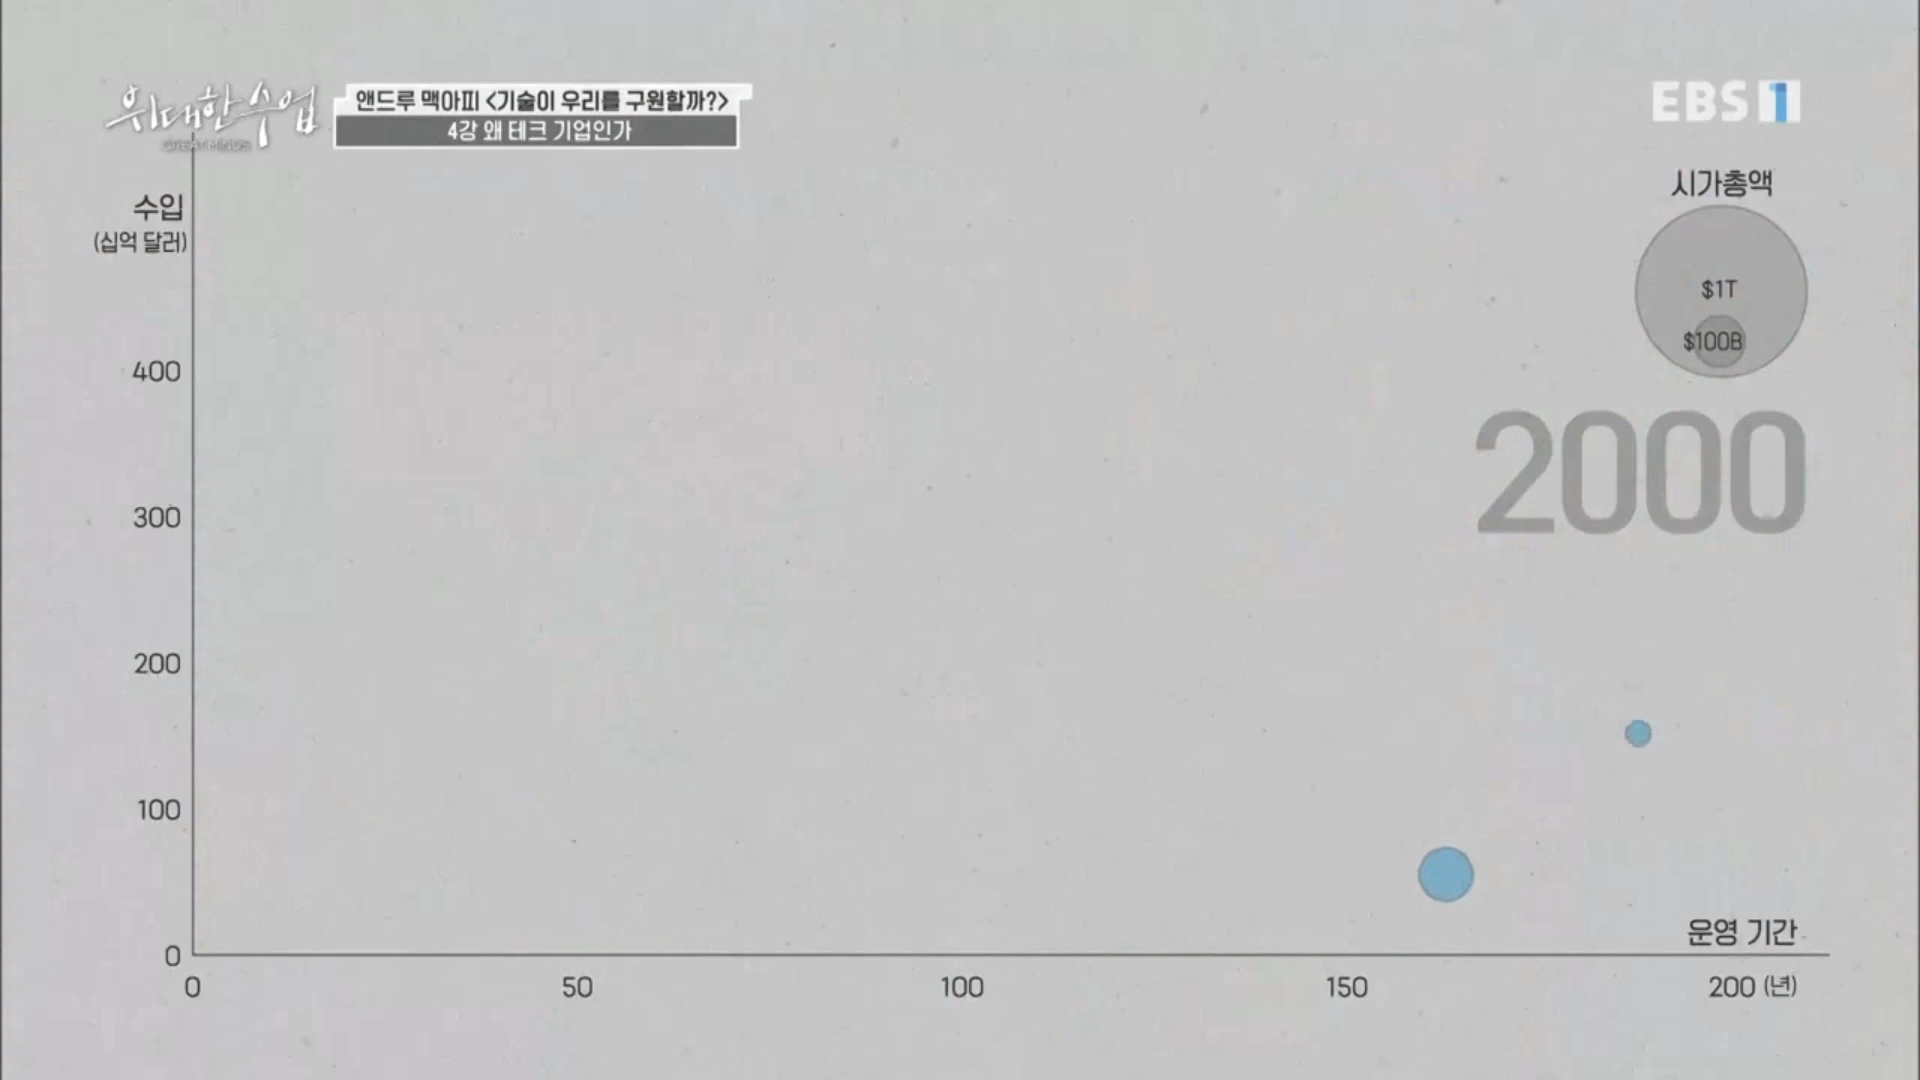 위대한 수업
GREAT MINDS
앤드루 맥아피 <기술이 우리를 구원할까?>
4강 왜 테크 기업인가
EBS 1
시가총액
$1T
$100B
2000
수입
(십억 달러)
400
300
200
100
0
운영 기간
0 50 100 150 200 (년)